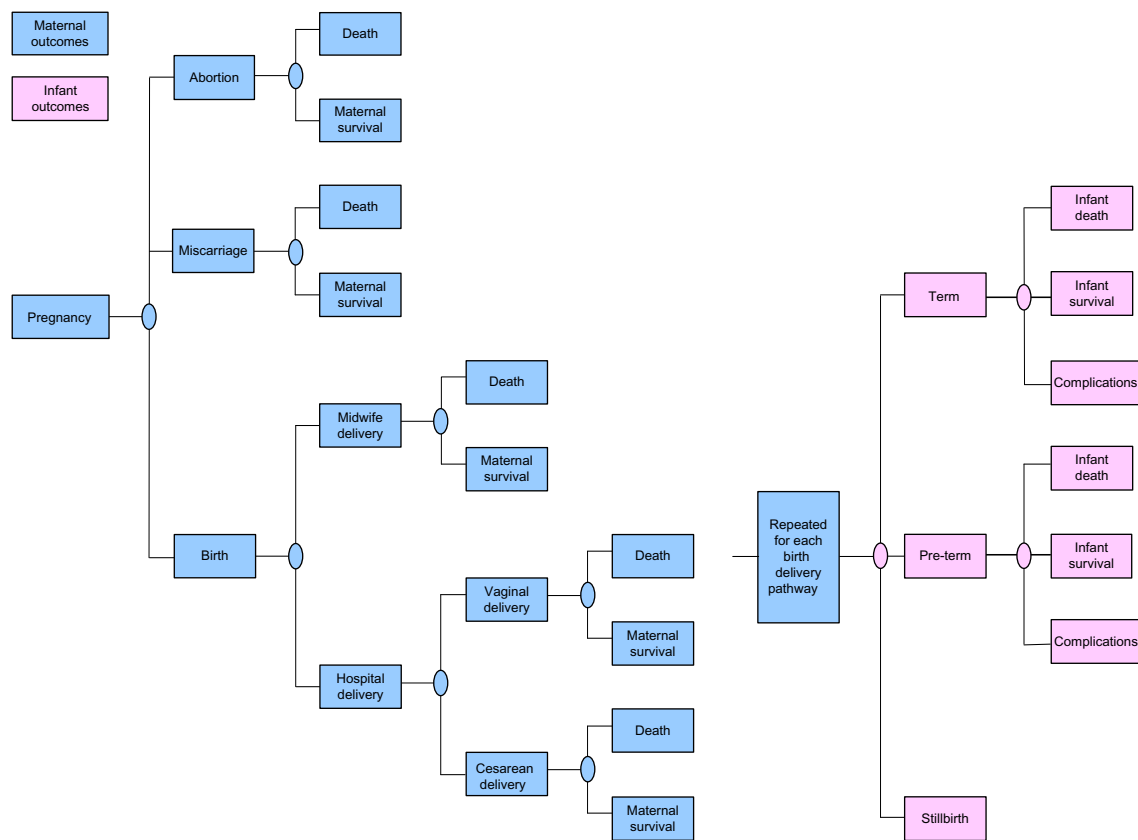 Maternal
outcomes
Infant
outcomes
Pregnancy
Abortion
Death
Maternal
survival
Miscarriage
Death
Maternal
survival
Birth
Midwife
delivery
Death
Maternal
survival
Hospital
delivery
Vaginal
delivery
Death
Maternal
survival
Cesarean
delivery
Death
Maternal
survival
Repeated
for each
birth
delivery
pathway
Term
Infant
death
Infant
survival
Complications
Pre-term
Infant
death
Infant
survival
Complications
Stillbirth